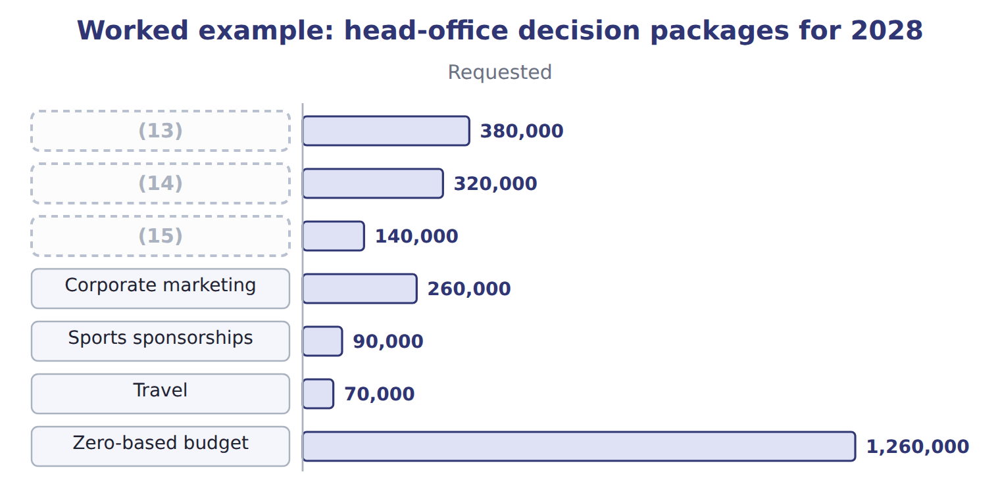 Worked example: head-office decision packages for 2028
Requested
(13)
380,000
(14)
320,000
(15)
140,000
Corporate marketing
260,000
Sports sponsorships
90,000
Travel
70,000
Zero-based budget
1,260,000